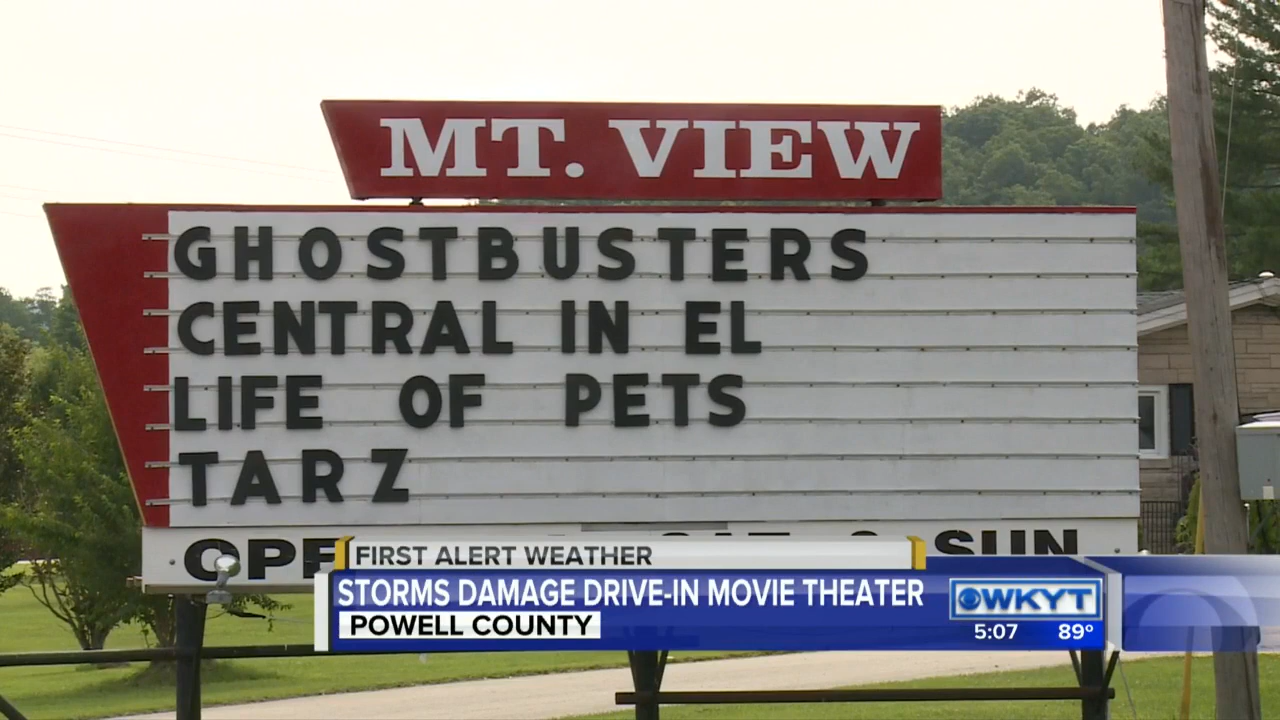 MT. VIEW
GHOSTBUSTERS
CENTRAL IN EL
LIFE OF PETS
TARZ
SUN
FIRST ALERT WEATHER
STORMS DAMAGE DRIVE-IN MOVIE THEATER
POWELL COUNTY
WKYT
5:07 89°